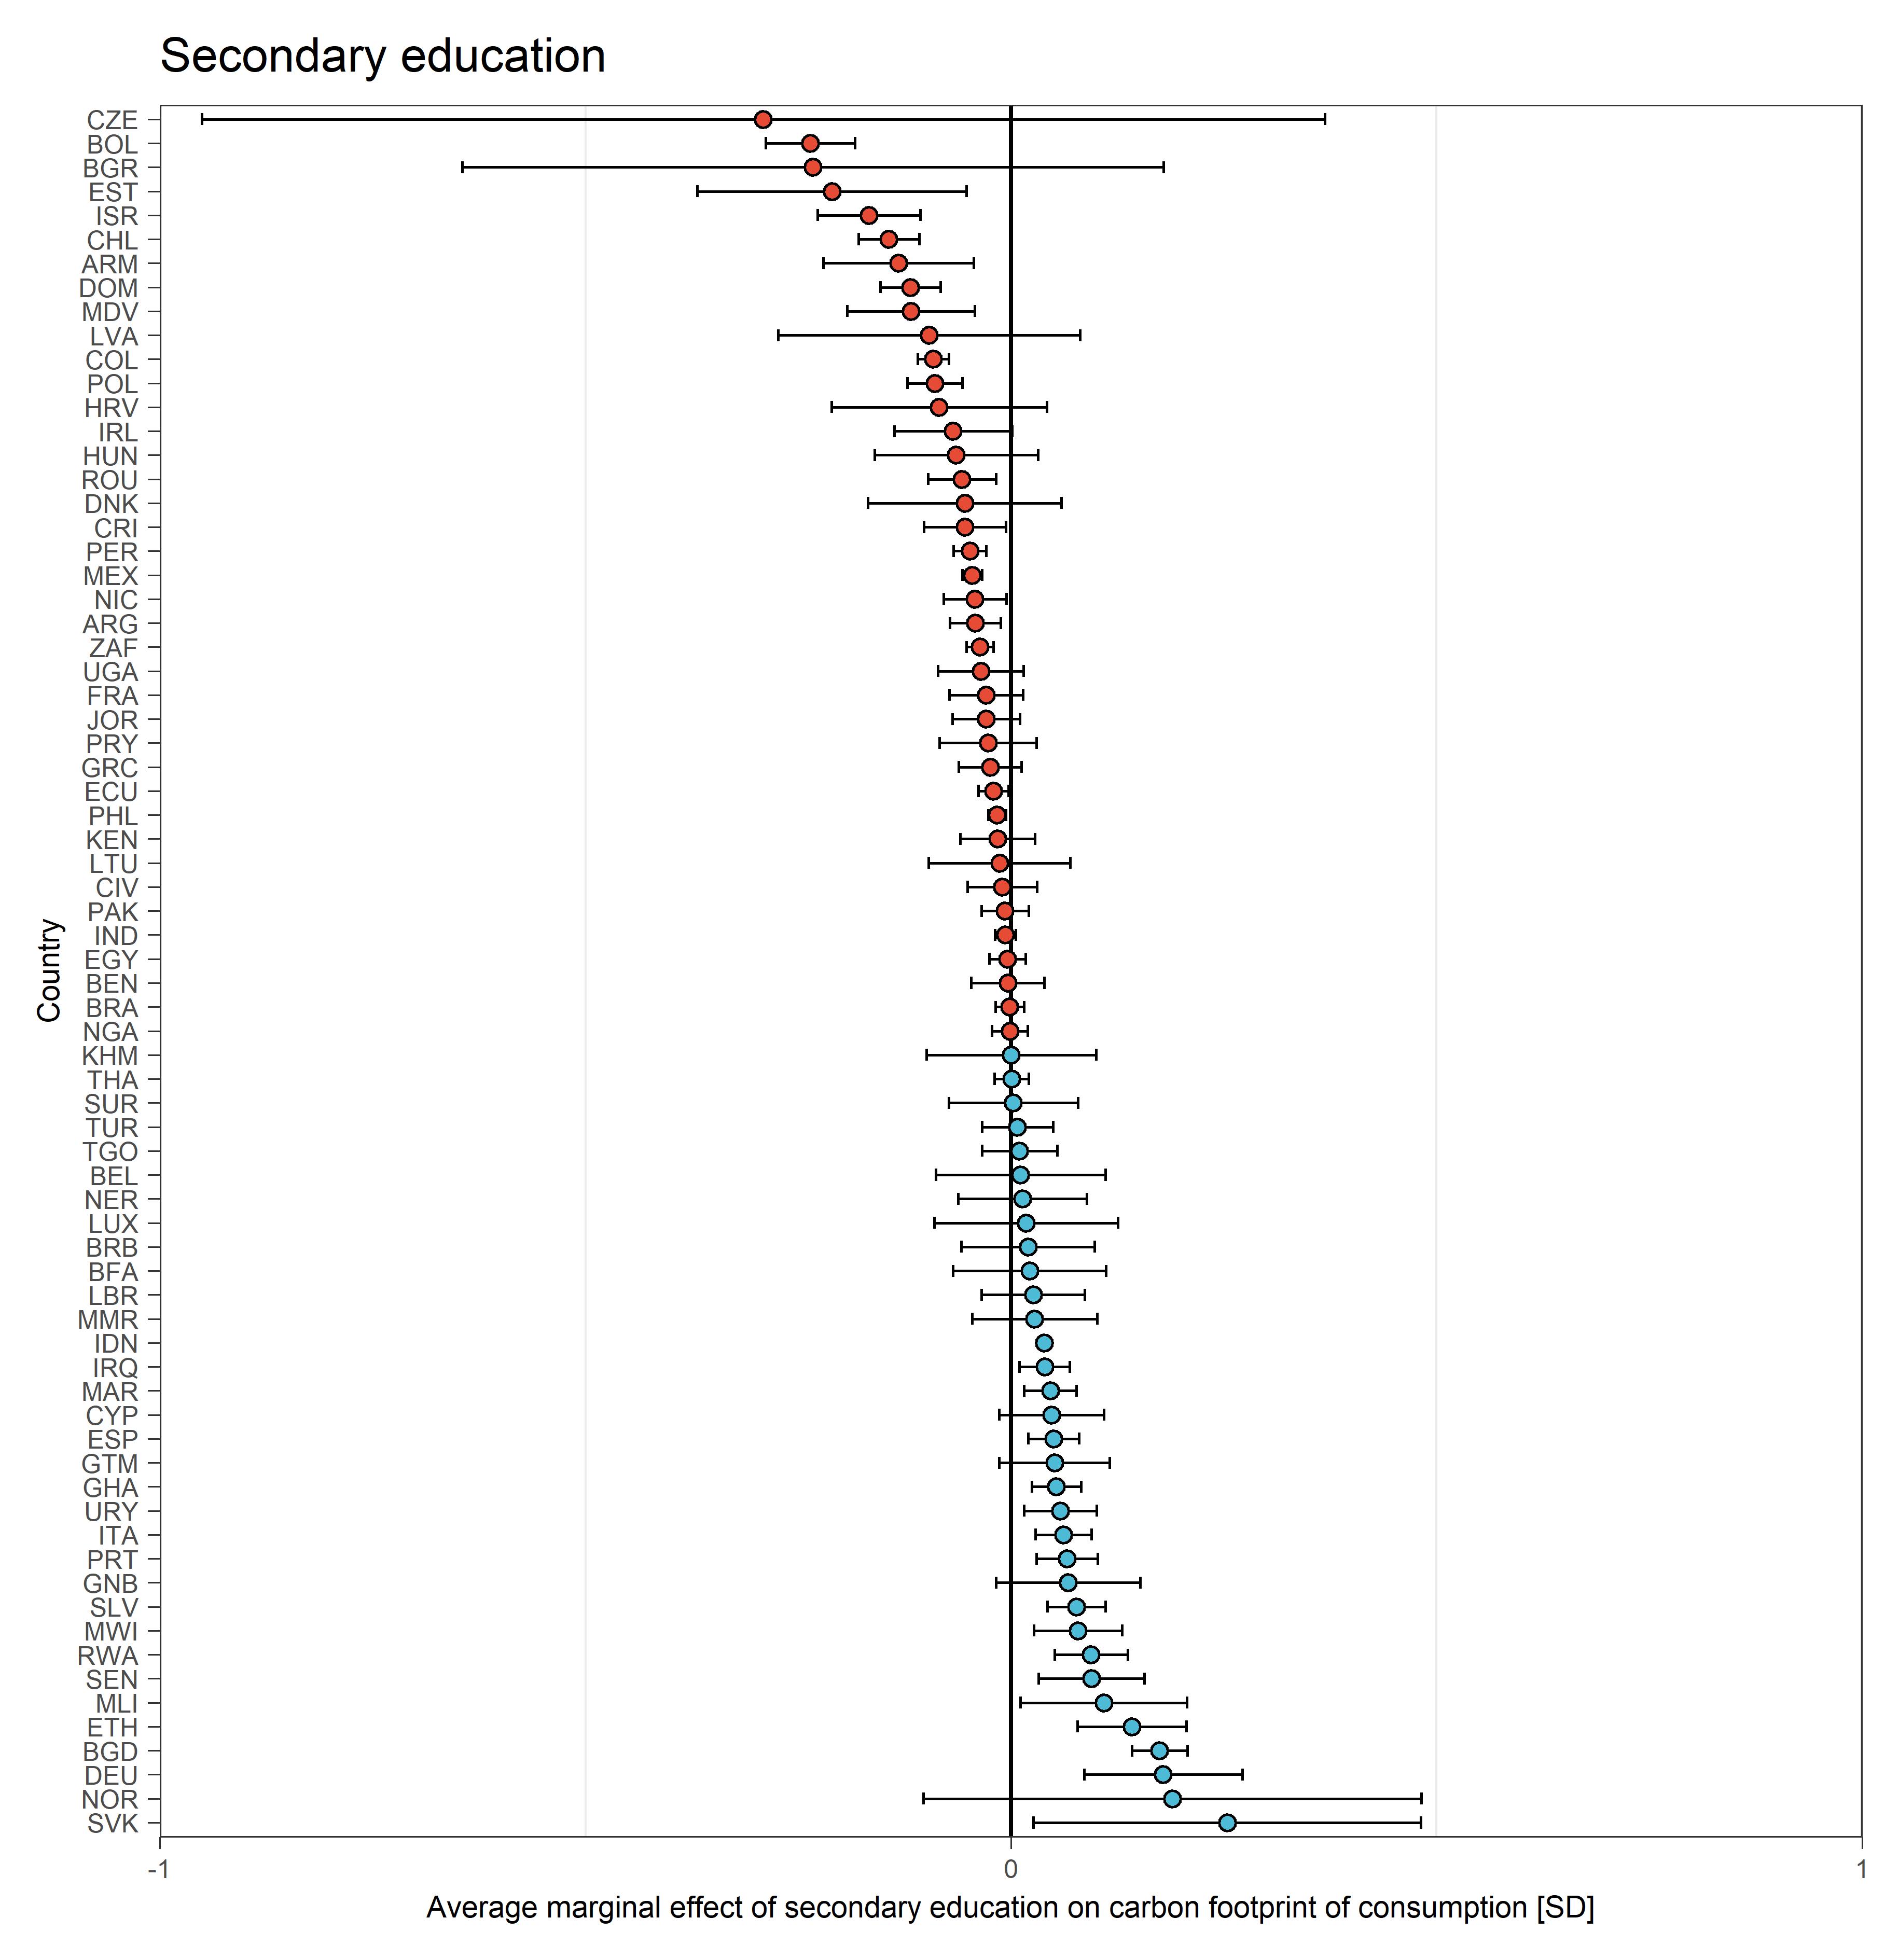 Secondary education
CZE
BOL
BGR
EST
ISR
CHL
ARM
DOM
MDV
LVA
COL
POL
HRV
IRL
HUN
ROU
DNK
CRI
PER
MEX
NIC
ARG
ZAF
UGA
FRA
JOR
PRY
GRC
ECU
PHL
KEN
LTU
CIV
PAK
IND
EGY
BEN
BRA
NGA
KHM
THA
SUR
TUR
TGO
BEL
NER
LUX
BRB
BFA
LBR
MMR
IDN
IRQ
MAR
CYP
ESP
GTM
GHA
URY
ITA
PRT
GNB
SLV
MWI
RWA
SEN
MLI
ETH
BGD
DEU
NOR
SVK
Country
-1 0 1
Average marginal effect of secondary education on carbon footprint of consumption [SD]